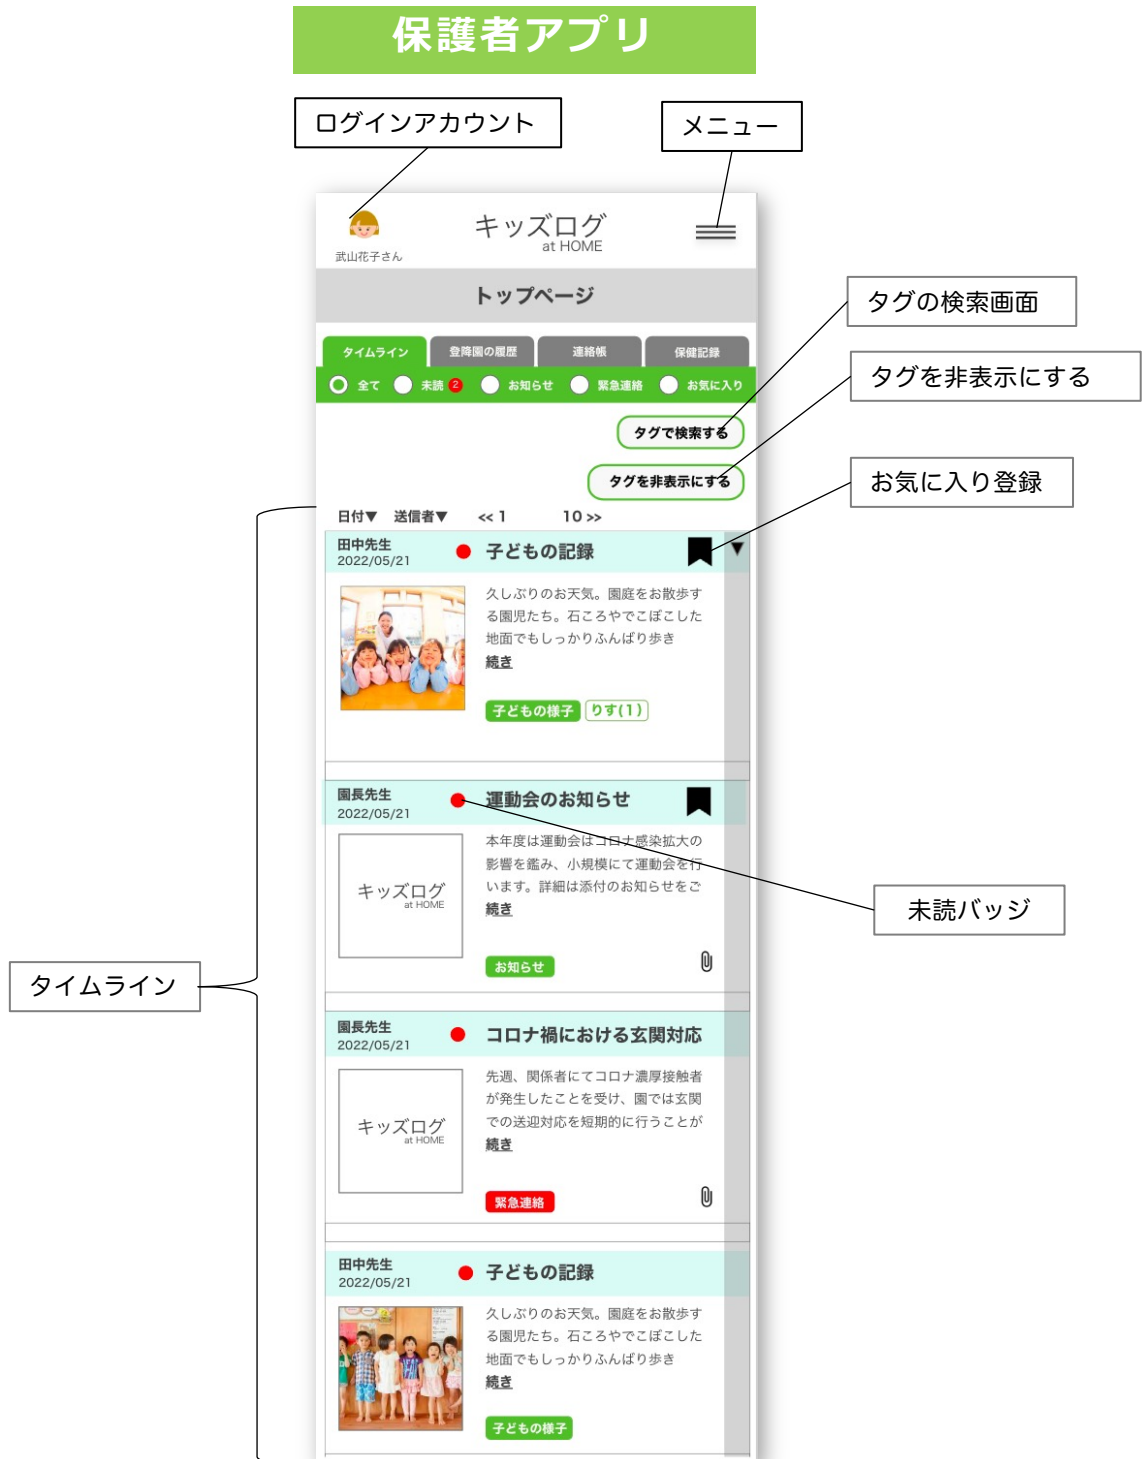 保護者アプリ
ログインアカウント
メニュー
武山花子さん
キッズログ
at HOME
トップページ
タグの検索画面
タイムライン
登降園の履歴
連絡帳
保健記録
タグを非表示にする
全て
未読 2
お知らせ
緊急連絡
お気に入り
タグで検索する
タグを非表示にする
お気に入り登録
日付▼ 送信者▼ << 1 10 >>
田中先生
2022/05/21
子どもの記録
▼
久しぶりのお天気。園庭をお散歩す
る園児たち。石ころやでこぼこした
地面でもしっかりふんばり歩き
続き
子どもの様子 りす(1)
園長先生
2022/05/21
運動会のお知らせ
キッズログ
at HOME
本年度は運動会はコロナ感染拡大の
影響を鑑み、小規模にて運動会を行
います。詳細は添付のお知らせをご
続き
お知らせ
未読バッジ
タイムライン
園長先生
2022/05/21
コロナ禍における玄関対応
キッズログ
at HOME
先週、関係者にてコロナ濃厚接触者
が発生したことを受け、園では玄関
での送迎対応を短期的に行うことが
続き
緊急連絡
田中先生
2022/05/21
子どもの記録
久しぶりのお天気。園庭をお散歩す
る園児たち。石ころやでこぼこした
地面でもしっかりふんばり歩き
続き
子どもの様子